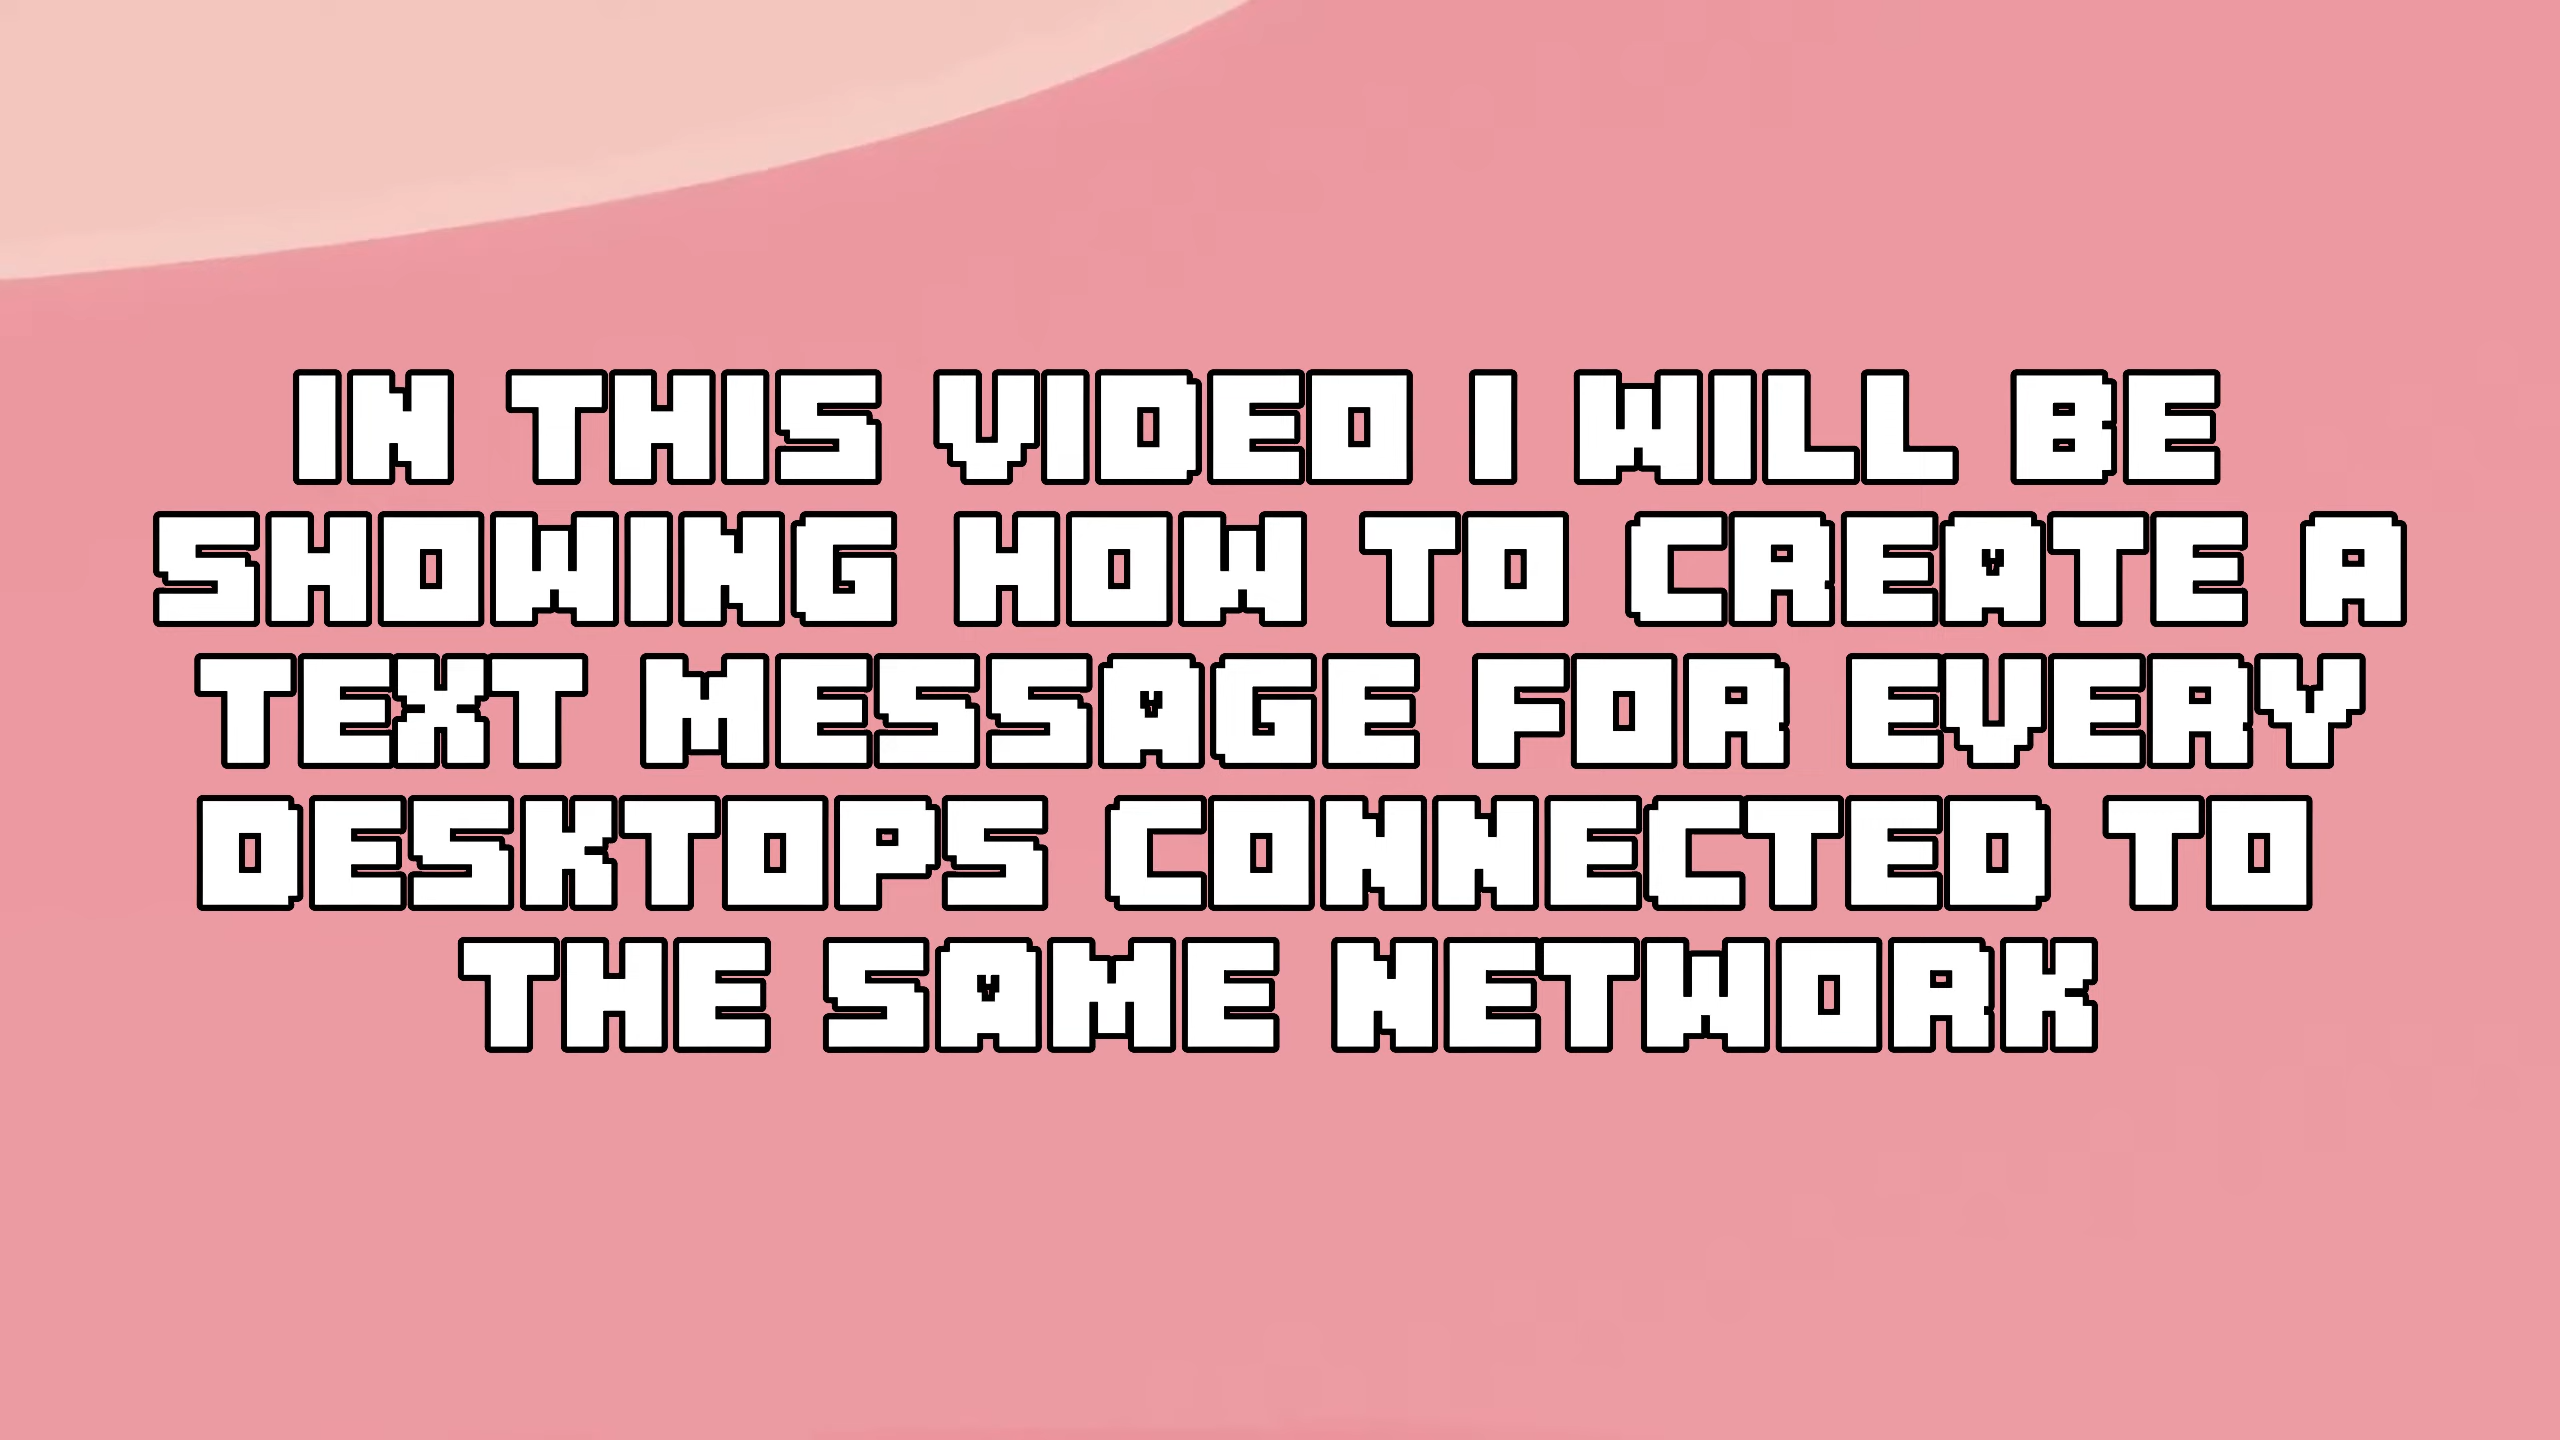 IN THIS VIDEO I WILL BE
SHOWING HOW TO CREATE A
TEXT MESSAGE FOR EVERY
DESKTOPS CONNECTED TO
THE SAME NETWORK